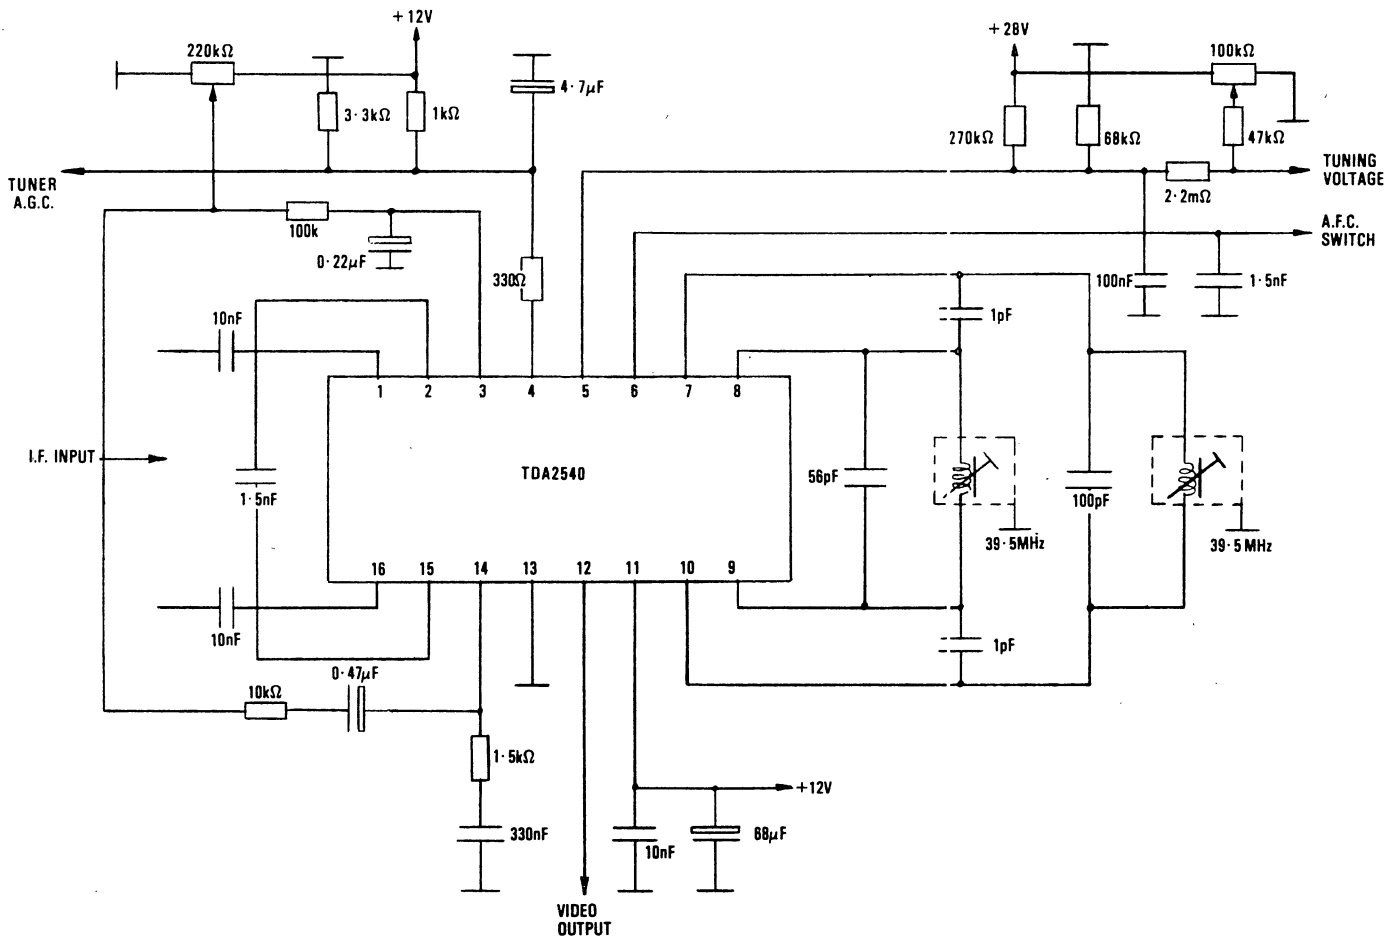 +12V
220kΩ
3·3kΩ
1kΩ
4·7µF
+28V
100kΩ
270kΩ
68kΩ
47kΩ
TUNER
A.G.C.
TUNING
VOLTAGE
2·2mΩ
100k
0·22µF
330Ω
A.F.C.
SWITCH
100nF
1·5nF
10nF
1pF
1 2 3 4 5 6 7 8
I.F. INPUT
TDA2540
1·5nF
56pF
100pF
39·5MHz
39·5MHz
16 15 14 13 12 11 10 9
10nF
1pF
0·47µF
10kΩ
1·5kΩ
+12V
330nF
10nF
68µF
VIDEO
OUTPUT